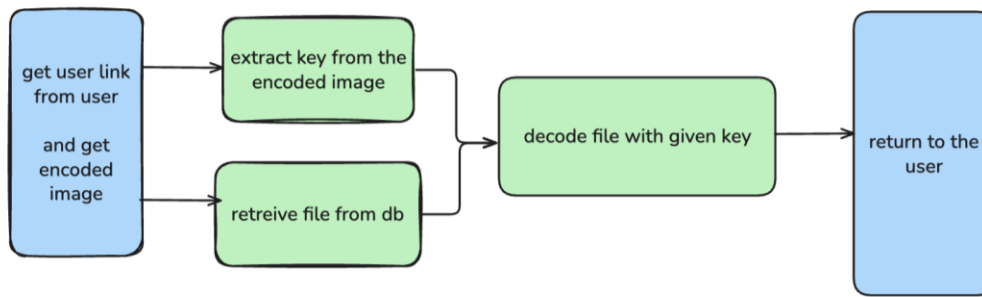 get user link
from user
and get
encoded
image
extract key from the
encoded image
retreive file from db
decode file with given key
return to the
user